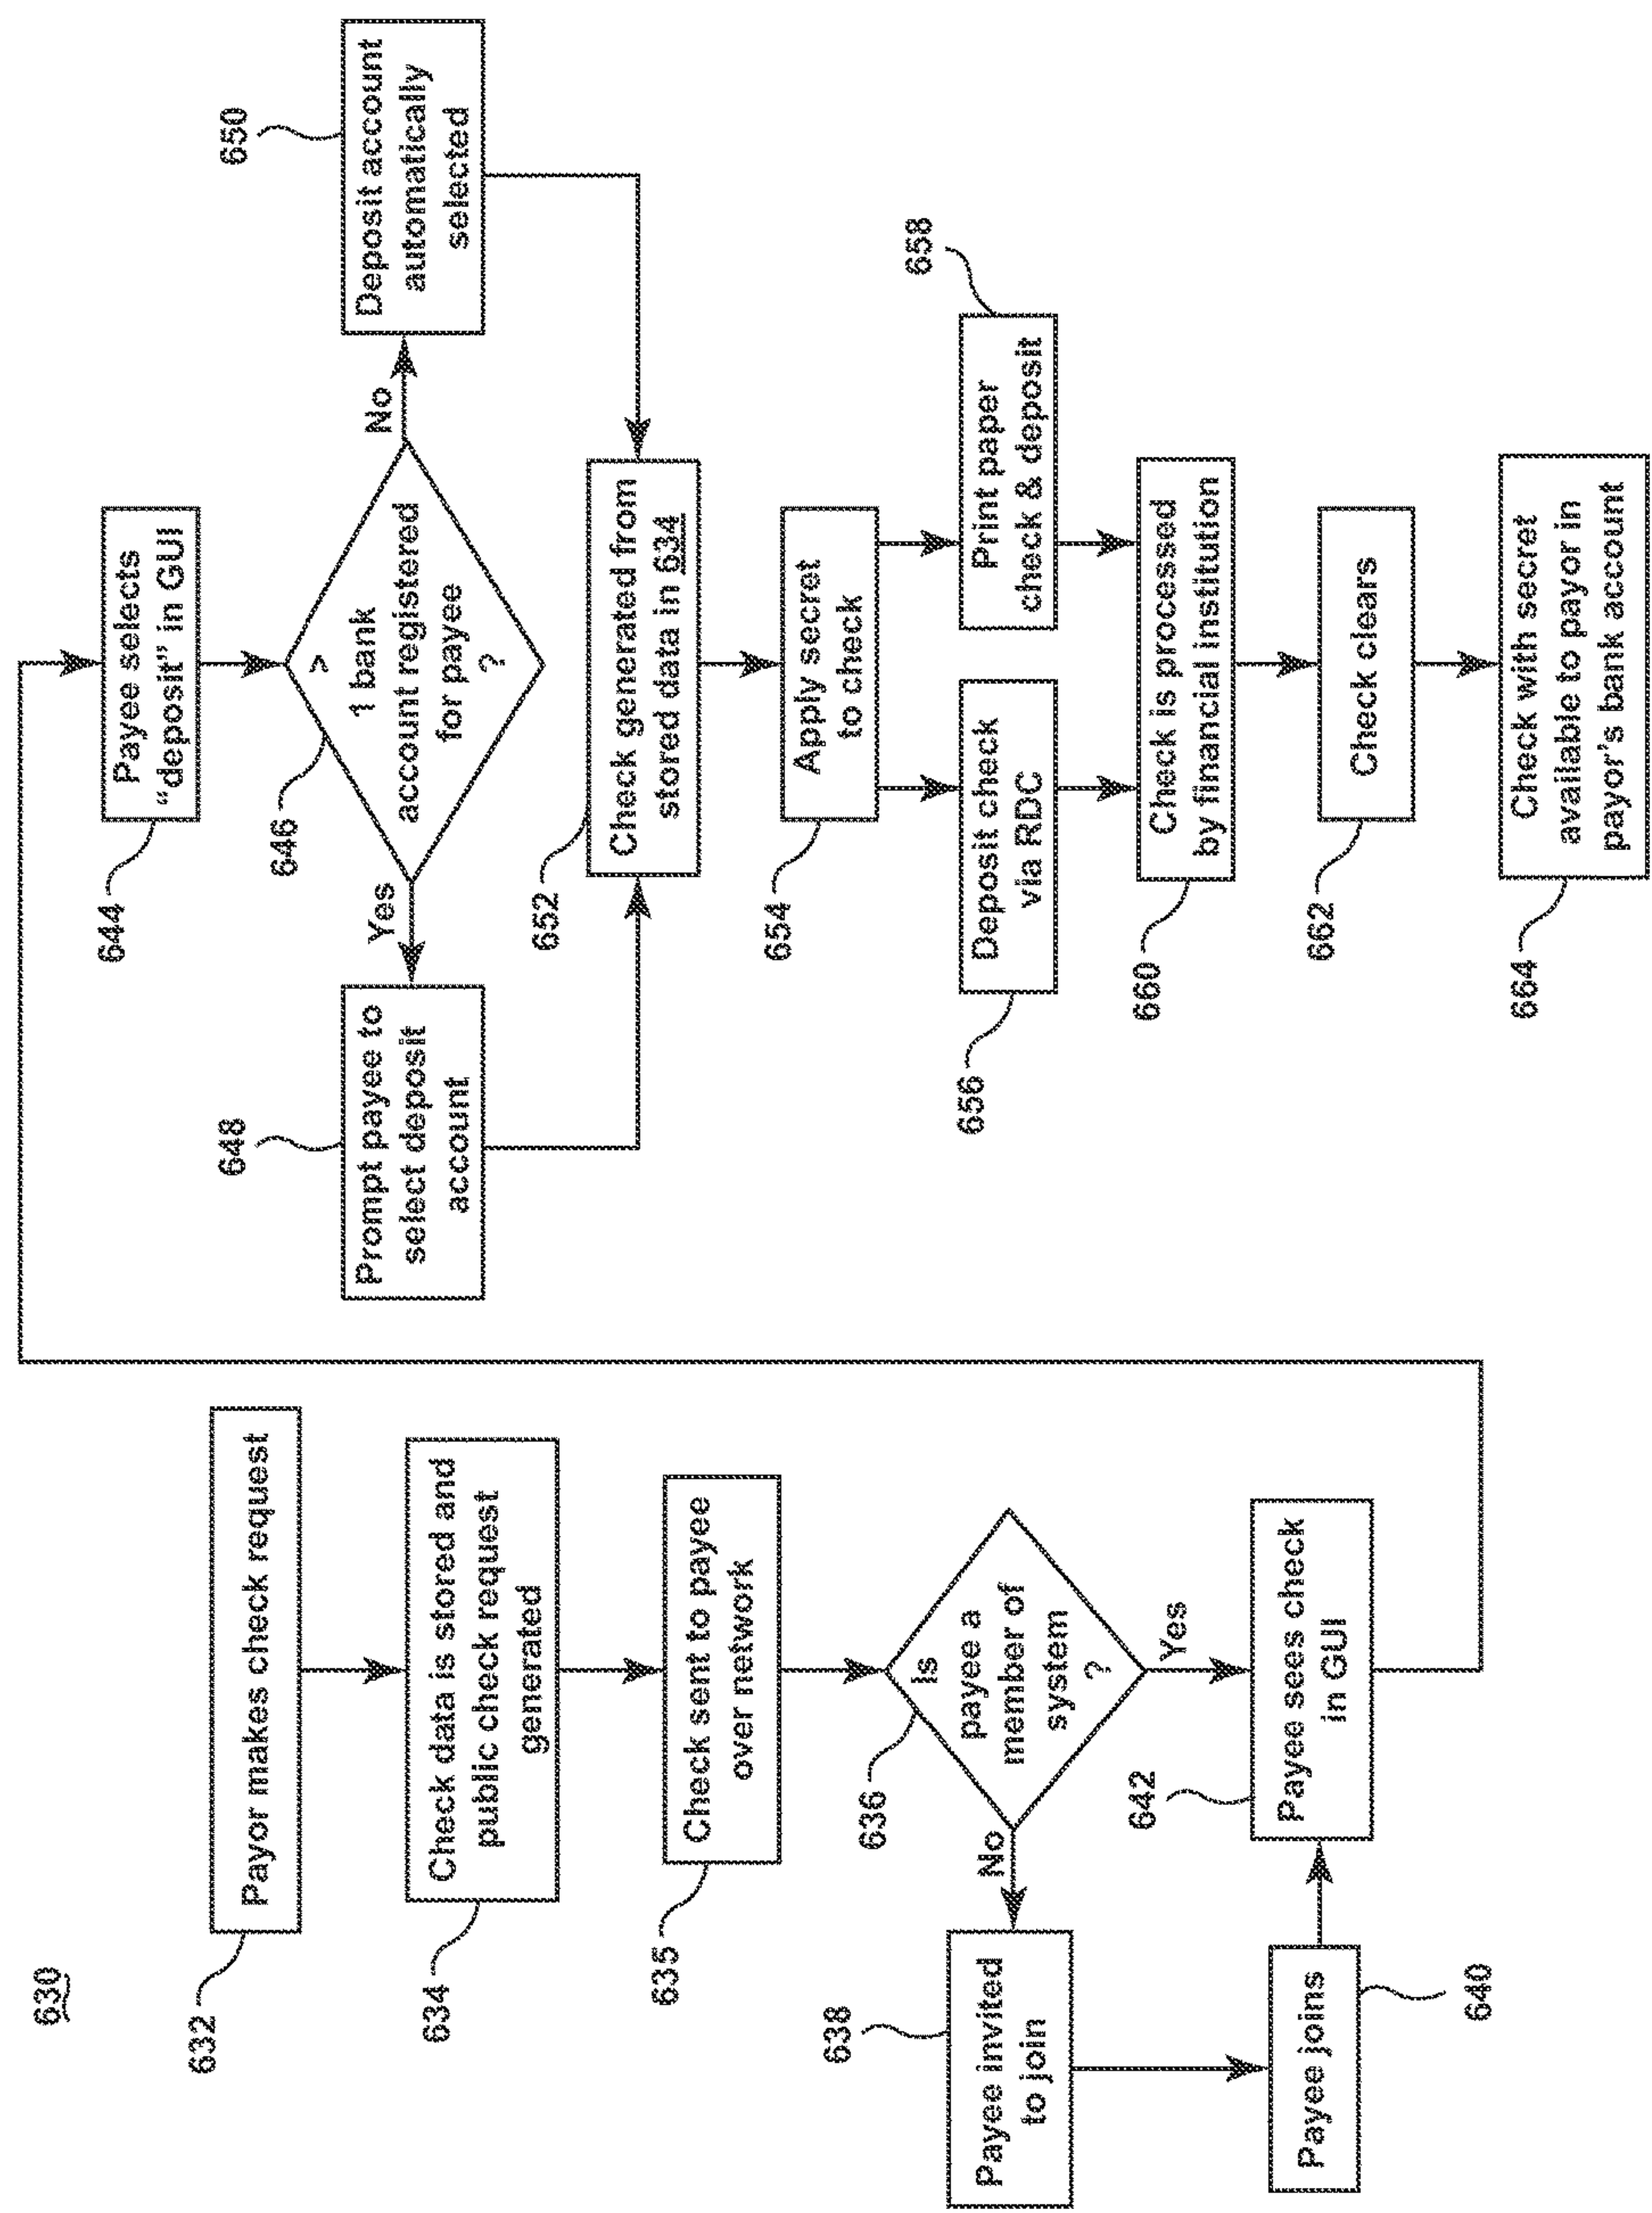 630
632
Payor makes check request
634
Check data is stored and
public check request
generated
635
Check sent to payee
over network
636
Is
payee a
member of
system
?
No
Yes
638
Payee invited
to join
640
Payee joins
642
Payee sees check
in GUI
644
Payee selects
“deposit” in GUI
646
>
1 bank
account registered
for payee
?
Yes
No
648
Prompt payee to
select deposit
account
650
Deposit account
automatically
selected
652
Check generated from
stored data in 634
654
Apply secret
to check
656
Deposit check
via RDC
658
Print paper
check & deposit
660
Check is processed
by financial institution
662
Check clears
664
Check with secret
available to payor in
payor's bank account